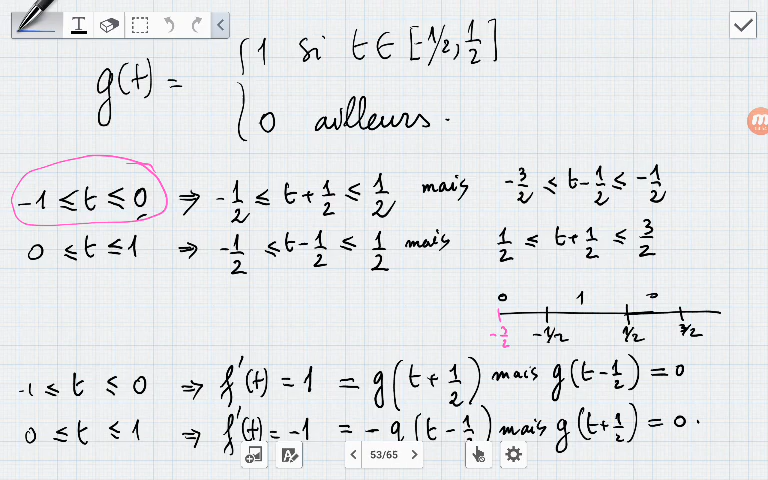 T
g(t) = { 1 si t ∈ [-1/2, 1/2]
0 ailleurs.
-1 ≤ t ≤ 0 ⇒ -1/2 ≤ t + 1/2 ≤ 1/2 mais -3/2 ≤ t - 1/2 ≤ -1/2
0 ≤ t ≤ 1 ⇒ -1/2 ≤ t - 1/2 ≤ 1/2 mais 1/2 ≤ t + 1/2 ≤ 3/2
0 1 0
-3/2 -1/2 1/2 3/2
-1 ≤ t ≤ 0 ⇒ f'(t) = 1 = g(t + 1/2) mais g(t - 1/2) = 0
0 ≤ t ≤ 1 ⇒ f'(t) = -1 = -g(t - 1/2) mais g(t + 1/2) = 0.
53/65